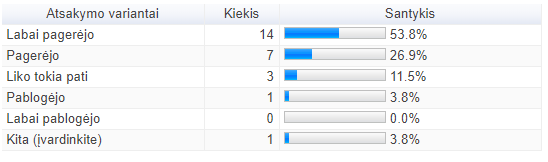 Atsakymo variantai Kiekis Santykis
Labai pagerėjo 14 53.8%
Pagerėjo 7 26.9%
Liko tokia pati 3 11.5%
Pablogėjo 1 3.8%
Labai pablogėjo 0 0.0%
Kita (įvardinkite) 1 3.8%